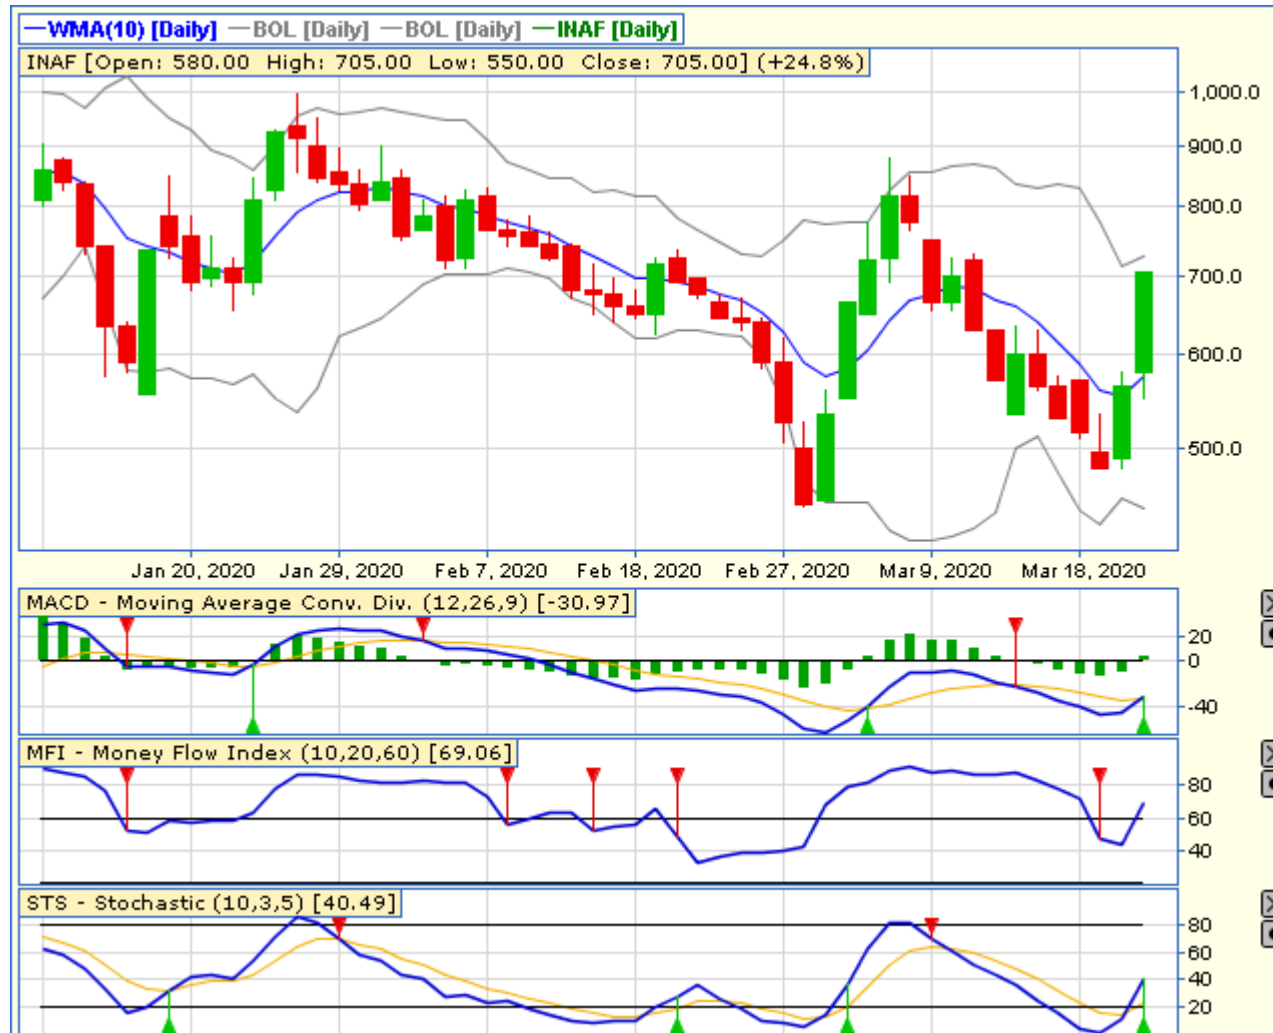 WMA(10) [Daily] BOL [Daily] BOL [Daily] INAF [Daily]
INAF [Open: 580.00 High: 705.00 Low: 550.00 Close: 705.00] (+24.8%)
1,000.0
900.0
800.0
700.0
600.0
500.0
Jan 20, 2020 Jan 29, 2020 Feb 7, 2020 Feb 18, 2020 Feb 27, 2020 Mar 9, 2020 Mar 18, 2020
MACD - Moving Average Conv. Div. (12,26,9) [-30.97]
20
0
-40
MFI - Money Flow Index (10,20,60) [69.06]
80
60
40
STS - Stochastic (10,3,5) [40.49]
80
60
40
20